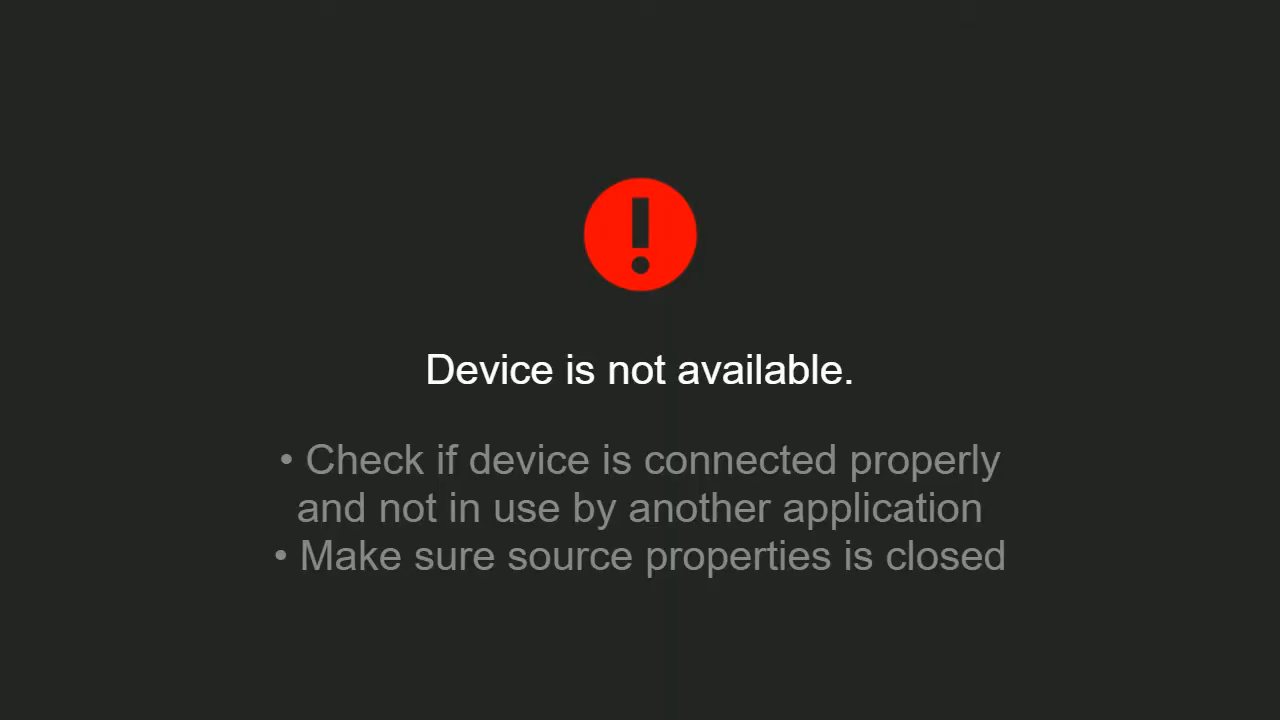 Device is not available.
• Check if device is connected properly
and not in use by another application
• Make sure source properties is closed